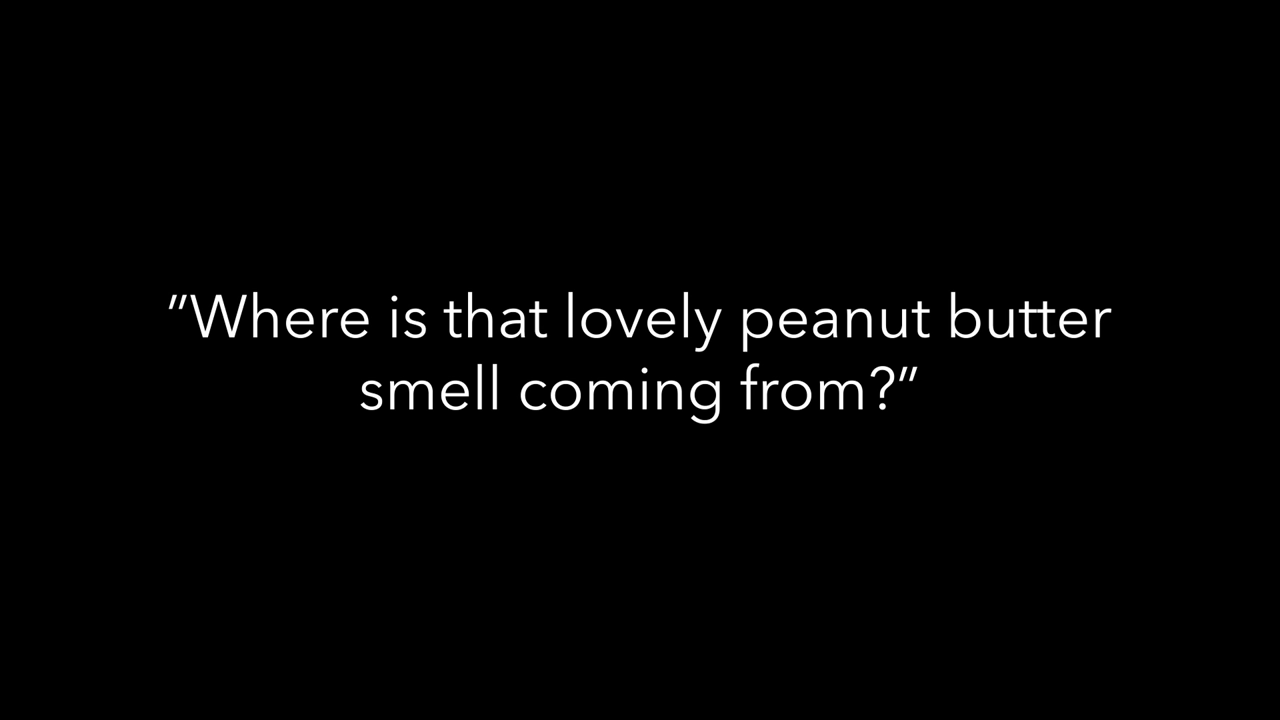 ”Where is that lovely peanut butter
smell coming from?”